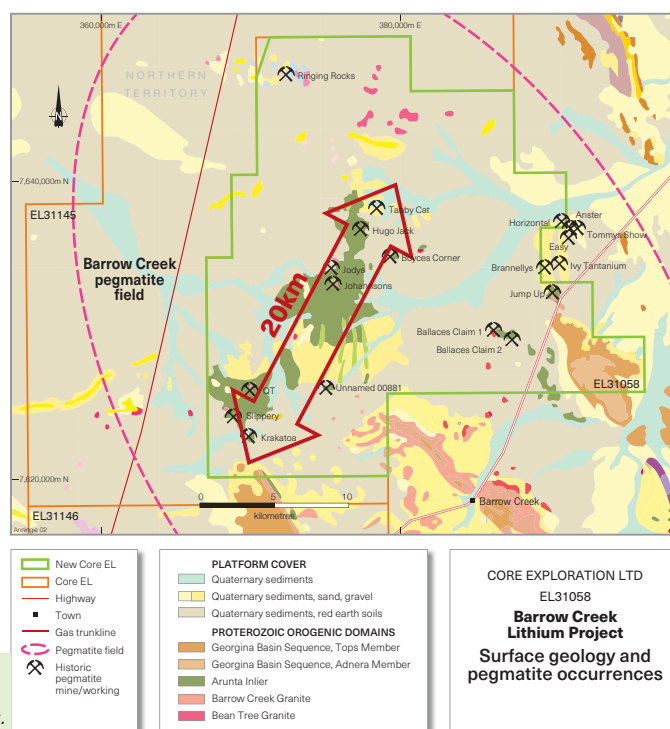 360,000m E
380,000m E
NORTHERN
TERRITORY
Ringing Rocks
N
7,640,000m N
EL31145
Tabby Cat
Hugo Jack
Horizontal
Anster
Tommys Show
Easy
Boyces Corner
Barrow Creek
pegmatite
field
Jodys
Johannsons
Brannellys
Ivy Tantanium
Jump Up
20km
Ballaces Claim 1
Ballaces Claim 2
EL31058
QT
Unnamed 00881
Slippery
Krakatoa
7,620,000m N
0 5 10
kilometres
Barrow Creek
EL31146
New Core EL
Core EL
Highway
Town
Gas trunkline
Pegmatite field
Historic
pegmatite
mine/working
PLATFORM COVER
Quaternary sediments
Quaternary sediments, sand, gravel
Quaternary sediments, red earth soils
PROTEROZOIC OROGENIC DOMAINS
Georgina Basin Sequence, Tops Member
Georgina Basin Sequence, Adnera Member
Arunta Inlier
Barrow Creek Granite
Bean Tree Granite
CORE EXPLORATION LTD
EL31058
Barrow Creek
Lithium Project
Surface geology and
pegmatite occurrences